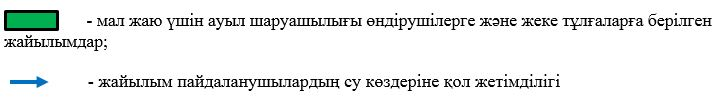 - мал жаю үшін ауыл шаруашылығы өндірушілерге және жеке тұлғаларға берілген
жайылымдар;
- жайылым пайдаланушылардың су көздеріне қол жетімділігі